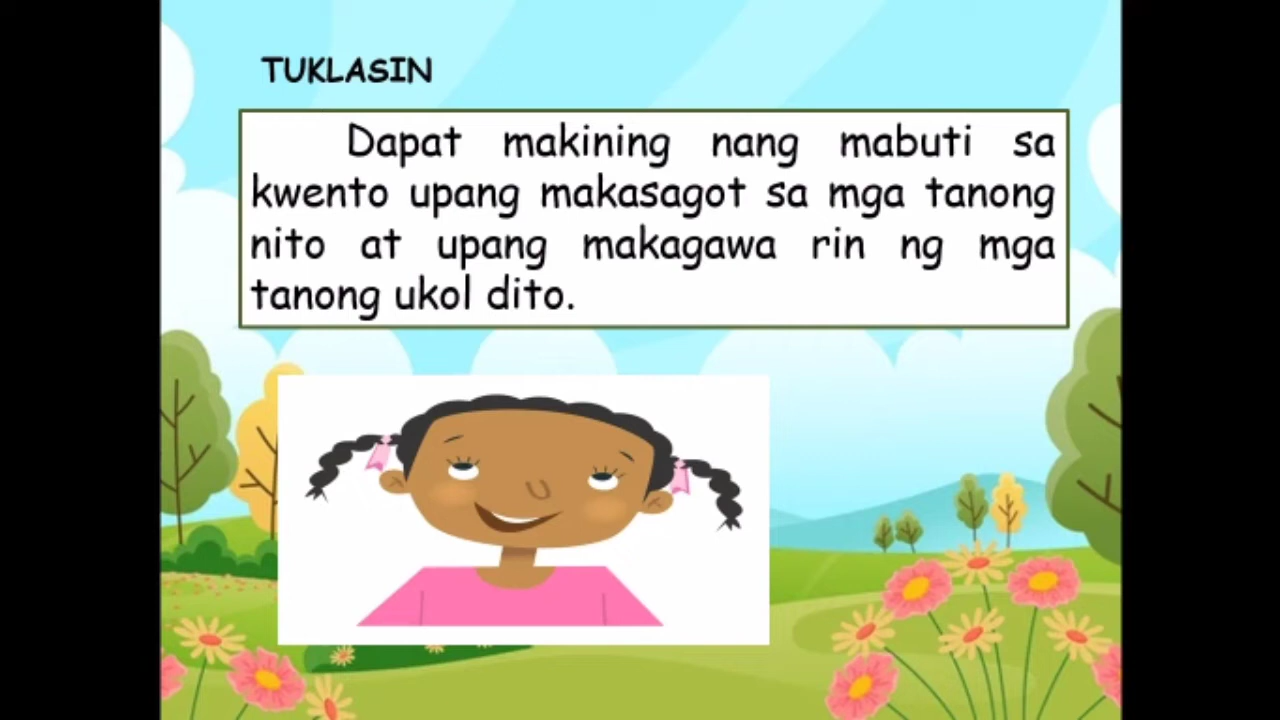 TUKLASIN
Dapat makining nang mabuti sa
kwento upang makasagot sa mga tanong
nito at upang makagawa rin ng mga
tanong ukol dito.